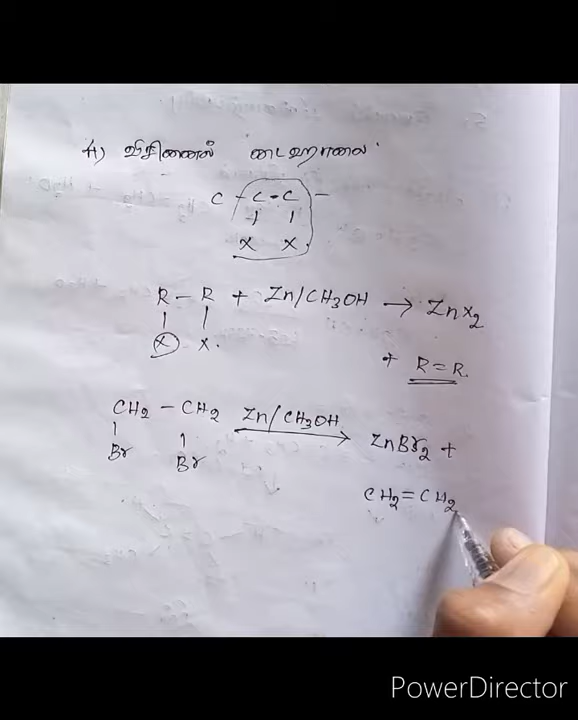 4) விசினைல் டைஹாலை
C - C - C -
X X
R - R + Zn/CH3OH → ZnX2
X X.
+ R = R.
CH2 - CH2 Zn/CH3OH → ZnBr2 +
Br
Br
CH2 = CH2
PowerDirector